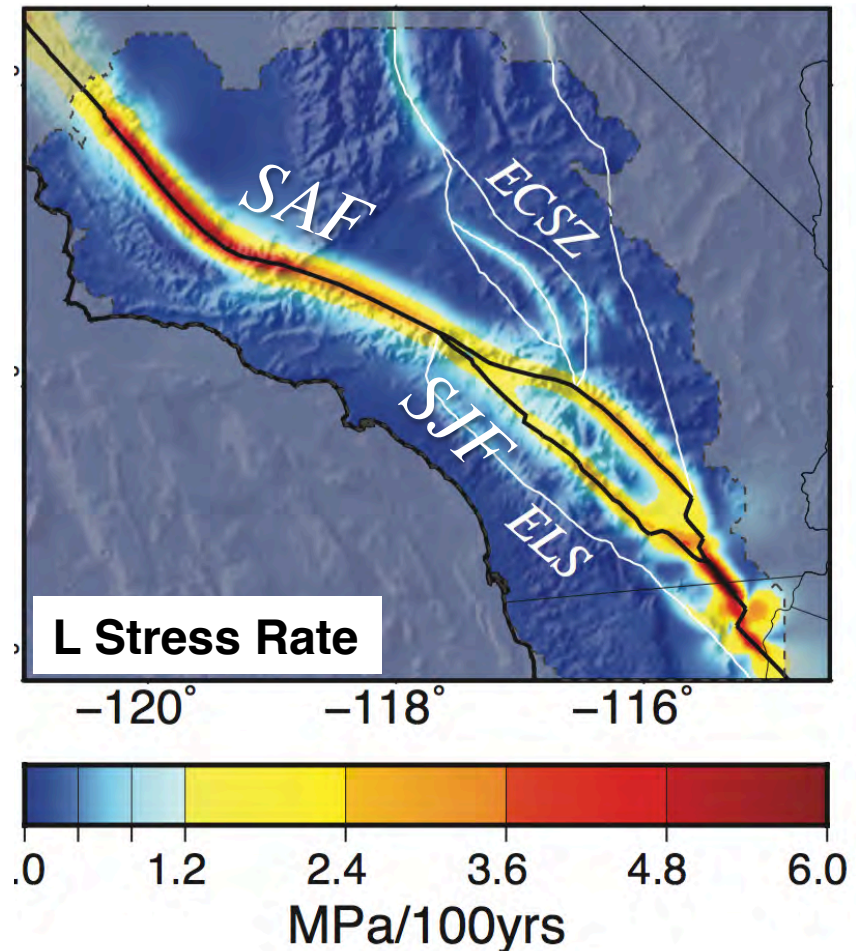 SAF
ECSZ
SJF
ELS
L Stress Rate
−120° −118° −116°
.0 1.2 2.4 3.6 4.8 6.0
MPa/100yrs